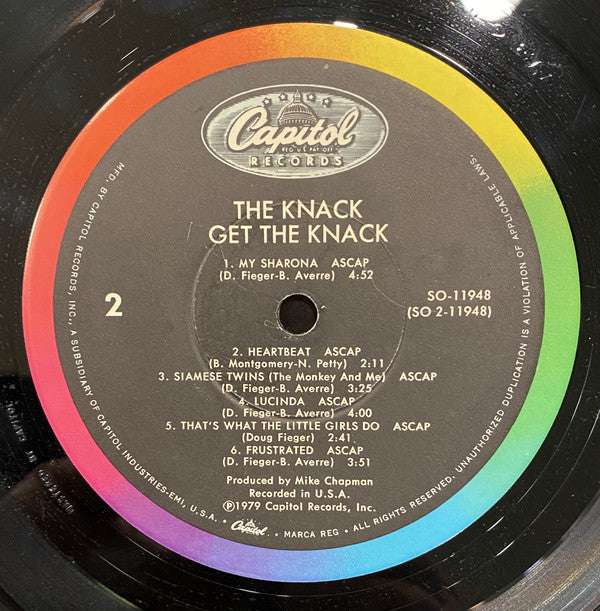 Capitol
REG. U.S. PAT. OFF.
RECORDS
THE KNACK
GET THE KNACK
1. MY SHARONA ASCAP
(D. Fieger-B. Averre) 4:52
2
SO-11948
(SO 2-11948)
2. HEARTBEAT ASCAP
(B. Montgomery-N. Petty) 2:11
3. SIAMESE TWINS (The Monkey And Me) ASCAP
(D. Fieger-B. Averre) 3:25
4. LUCINDA ASCAP
(D. Fieger-B. Averre) 4:00
5. THAT'S WHAT THE LITTLE GIRLS DO ASCAP
(Doug Fieger) 2:41
6. FRUSTRATED ASCAP
(D. Fieger-B. Averre) 3:51
Produced by Mike Chapman
Recorded in U.S.A.
Ⓟ1979 Capitol Records, Inc.
MFD. BY CAPITOL RECORDS, INC., A SUBSIDIARY OF CAPITOL INDUSTRIES-EMI, U.S.A. • Capitol • MARCA REG • ALL RIGHTS RESERVED. UNAUTHORIZED DUPLICATION IS A VIOLATION OF APPLICABLE LAWS.